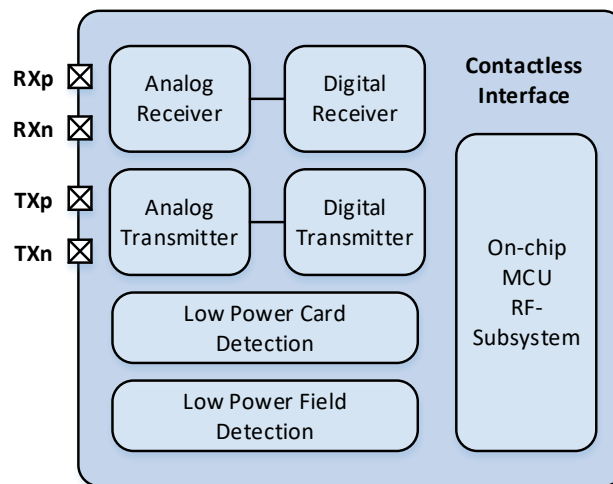 RXp
RXn
TXp
TXn
Analog
Receiver
Digital
Receiver
Analog
Transmitter
Digital
Transmitter
Low Power Card
Detection
Low Power Field
Detection
Contactless
Interface
On-chip
MCU
RF-
Subsystem